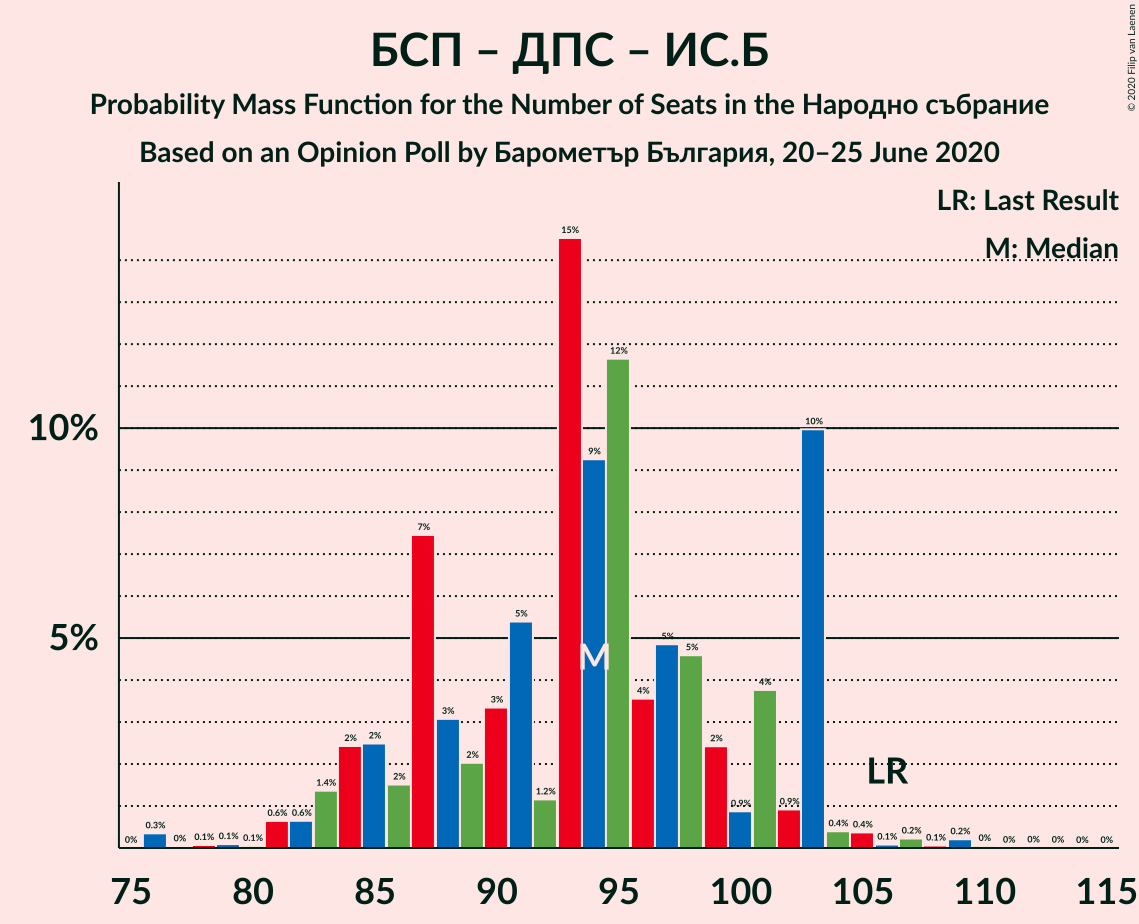 БСП – ДПС – ИС.Б
Probability Mass Function for the Number of Seats in the Народно събрание
Based on an Opinion Poll by Барометър България, 20–25 June 2020
© 2020 Filip van Laenen
LR: Last Result
M: Median
10%
5%
0% 0.3% 0% 0.1% 0.1% 0.1% 0.6% 0.6% 1.4% 2% 2% 2% 7% 3% 2% 3% 5% 1.2% 15% 9% 12% 4% 5% 5% 2% 0.9% 4% 0.9% 10% 0.4% 0.4% 0.1% 0.2% 0.1% 0.2% 0% 0% 0% 0% 0% 0%
M
LR
75 80 85 90 95 100 105 110 115